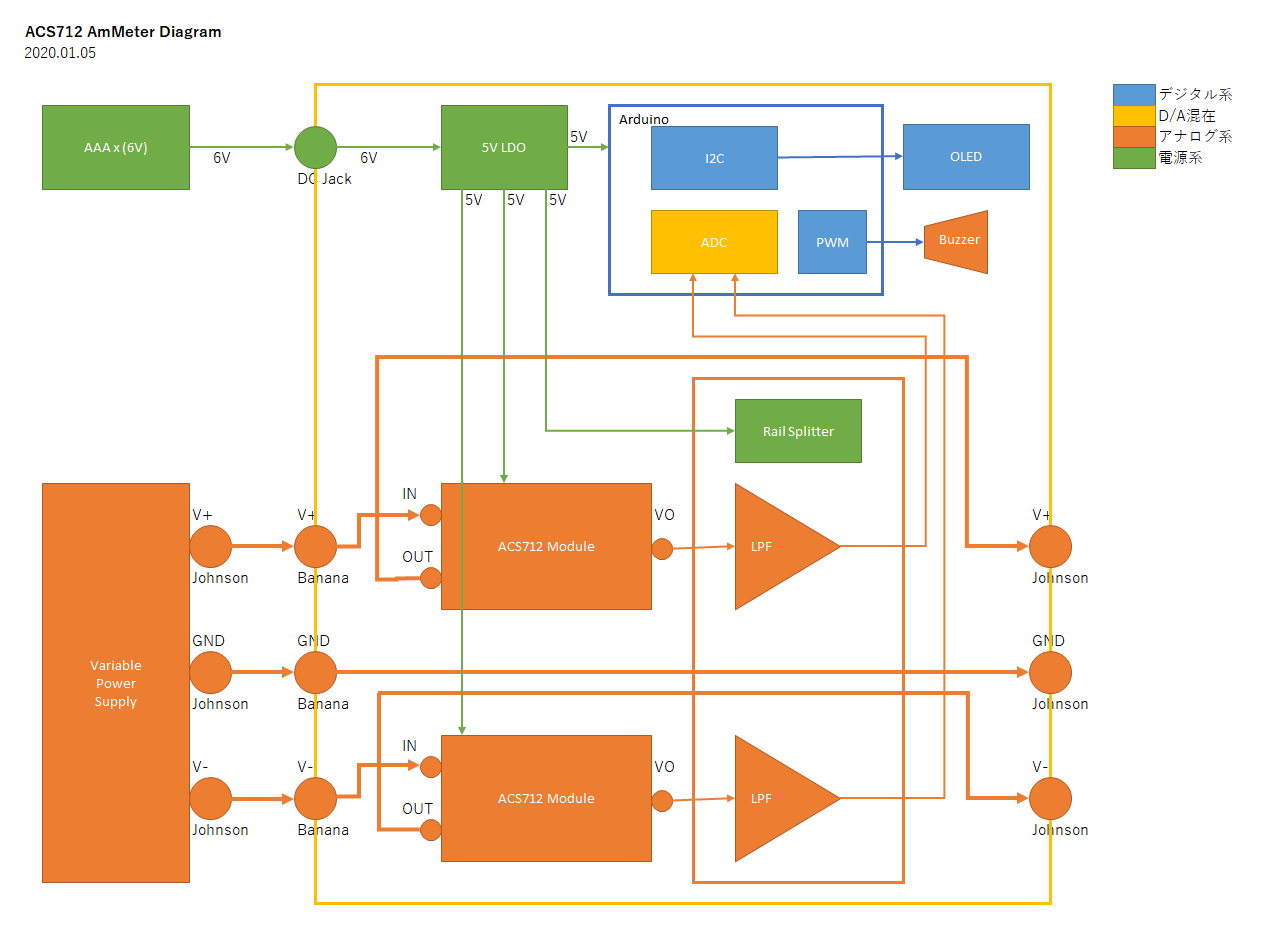 ACS712 AmMeter Diagram
2020.01.05
デジタル系
D/A混在
アナログ系
電源系
AAA x (6V)
6V
DC Jack
6V
5V LDO
5V
5V
5V
5V
Arduino
I2C
OLED
ADC
PWM
Buzzer
Rail Splitter
Variable
Power
Supply
V+
Johnson
V+
Banana
IN
OUT
ACS712 Module
VO
LPF
V+
Johnson
GND
Johnson
GND
Banana
GND
Johnson
V-
Johnson
V-
Banana
IN
OUT
ACS712 Module
VO
LPF
V-
Johnson